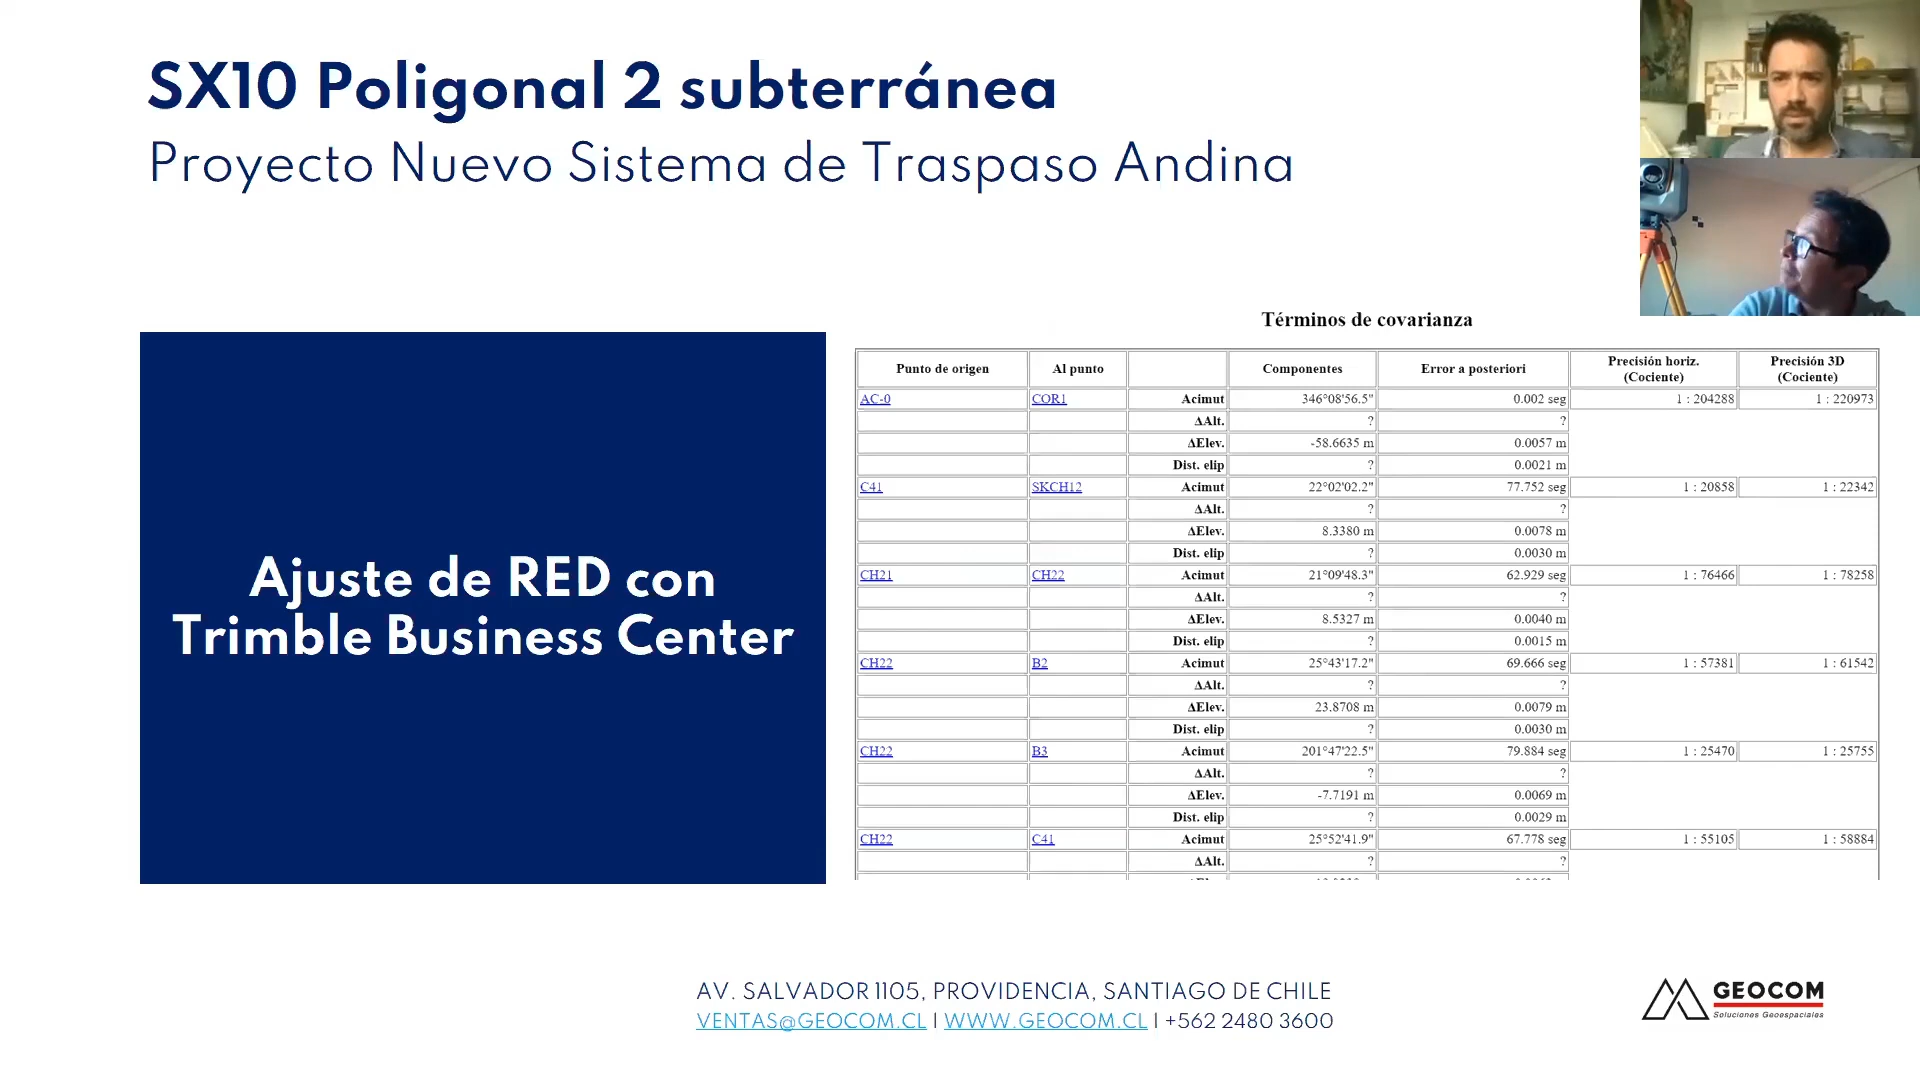 SX10 Poligonal 2 subterránea
Proyecto Nuevo Sistema de Traspaso Andina
Ajuste de RED con
Trimble Business Center
Términos de covarianza
Punto de origen Al punto Componentes Error a posteriori Precisión horiz. (Cociente) Precisión 3D (Cociente)
AC-0 COR1 Acimut 346°08'56.5" 0.002 seg 1 : 204288 1 : 220973
ΔAlt. ? ?
ΔElev. -58.6635 m 0.0057 m
Dist. elip ? 0.0021 m
C41 SKCH12 Acimut 22°02'02.2" 77.752 seg 1 : 20858 1 : 22342
ΔAlt. ? ?
ΔElev. 8.3380 m 0.0078 m
Dist. elip ? 0.0030 m
CH21 CH22 Acimut 21°09'48.3" 62.929 seg 1 : 76466 1 : 78258
ΔAlt. ? ?
ΔElev. 8.5327 m 0.0040 m
Dist. elip ? 0.0015 m
CH22 B2 Acimut 25°43'17.2" 69.666 seg 1 : 57381 1 : 61542
ΔAlt. ? ?
ΔElev. 23.8708 m 0.0079 m
Dist. elip ? 0.0030 m
CH22 B3 Acimut 201°47'22.5" 79.884 seg 1 : 25470 1 : 25755
ΔAlt. ? ?
ΔElev. -7.7191 m 0.0069 m
Dist. elip ? 0.0029 m
CH22 C41 Acimut 25°52'41.9" 67.778 seg 1 : 55105 1 : 58884
ΔAlt. ? ?
AV. SALVADOR 1105, PROVIDENCIA, SANTIAGO DE CHILE
VENTAS@GEOCOM.CL | WWW.GEOCOM.CL | +562 2480 3600
GEOCOM
Soluciones Geoespaciales